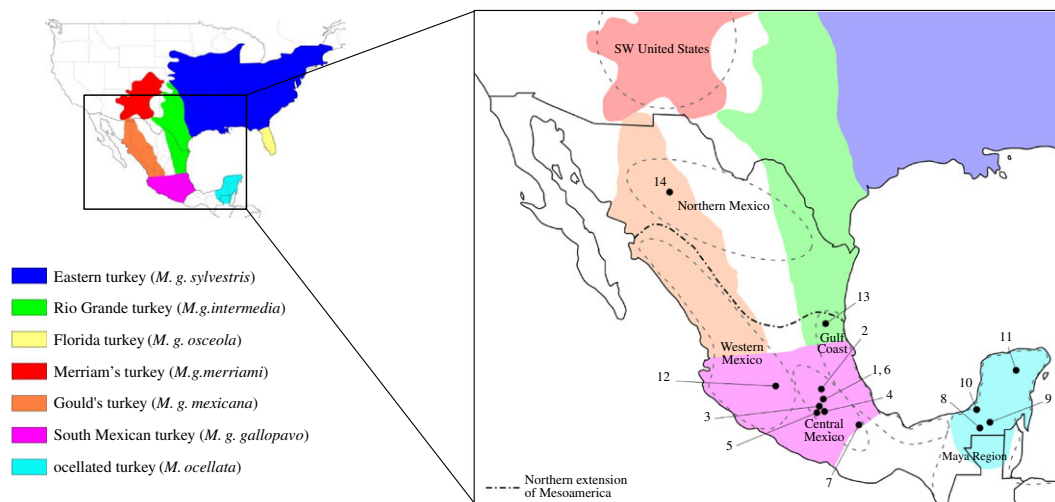 Eastern turkey (M. g. sylvestris)
Rio Grande turkey (M.g.intermedia)
Florida turkey (M. g. osceola)
Merriam's turkey (M.g.merriami)
Gould's turkey (M. g. mexicana)
South Mexican turkey (M. g. gallopavo)
ocellated turkey (M. ocellata)
SW United States
14
Northern Mexico
13
2
Gulf
Coast
Western
Mexico
11
12
1,6
10
4
8
9
3
Central
Mexico
5
Maya Region
7
Northern extension
of Mesoamerica